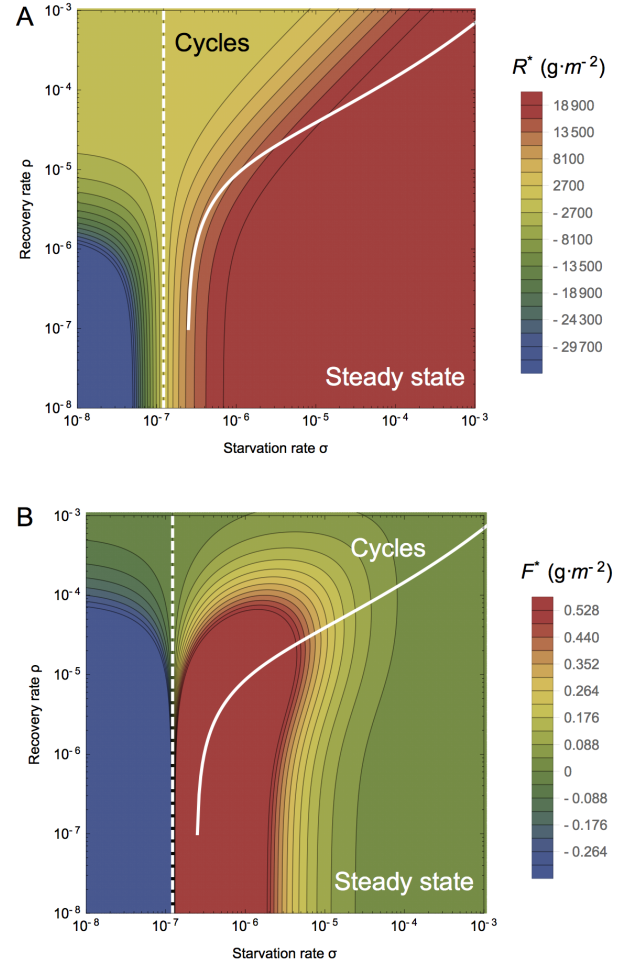 A
Cycles
Steady state
10⁻³
10⁻⁴
10⁻⁵
10⁻⁶
10⁻⁷
10⁻⁸
Recovery rate ρ
10⁻⁸ 10⁻⁷ 10⁻⁶ 10⁻⁵ 10⁻⁴ 10⁻³
Starvation rate σ
R* (g·m⁻²)
18900
13500
8100
2700
-2700
-8100
-13500
-18900
-24300
-29700
B
Cycles
Steady state
10⁻³
10⁻⁴
10⁻⁵
10⁻⁶
10⁻⁷
10⁻⁸
Recovery rate ρ
10⁻⁸ 10⁻⁷ 10⁻⁶ 10⁻⁵ 10⁻⁴ 10⁻³
Starvation rate σ
F* (g·m⁻²)
0.528
0.440
0.352
0.264
0.176
0.088
0
-0.088
-0.176
-0.264